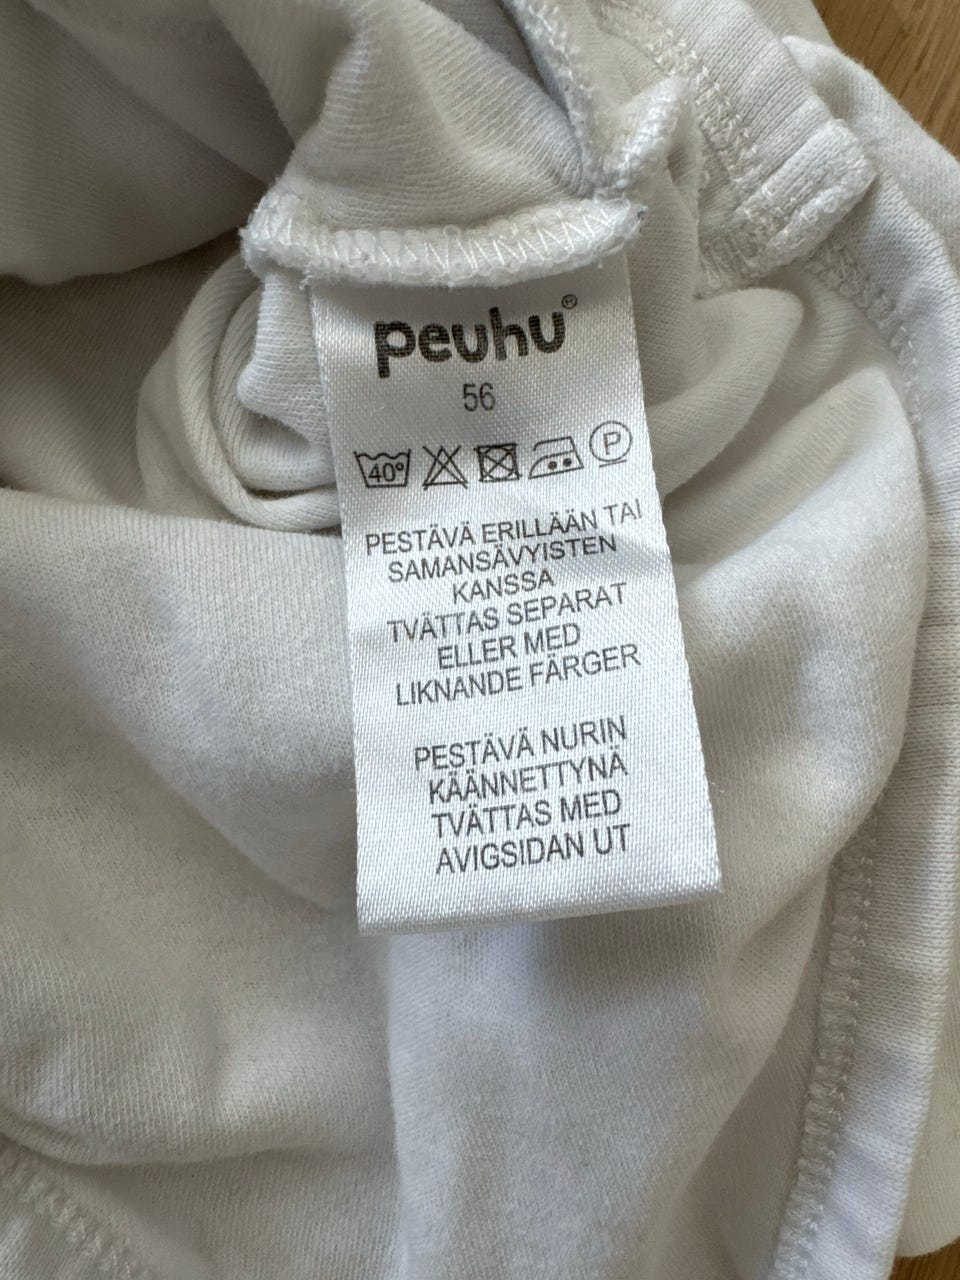 peuhu®
56
40° P
PESTÄVÄ ERILLÄÄN TAI
SAMANSÄVYISTEN
KANSSA
TVÄTTAS SEPARAT
ELLER MED
LIKNANDE FÄRGER
PESTÄVÄ NURIN
KÄÄNNETTYNÄ
TVÄTTAS MED
AVIGSIDAN UT